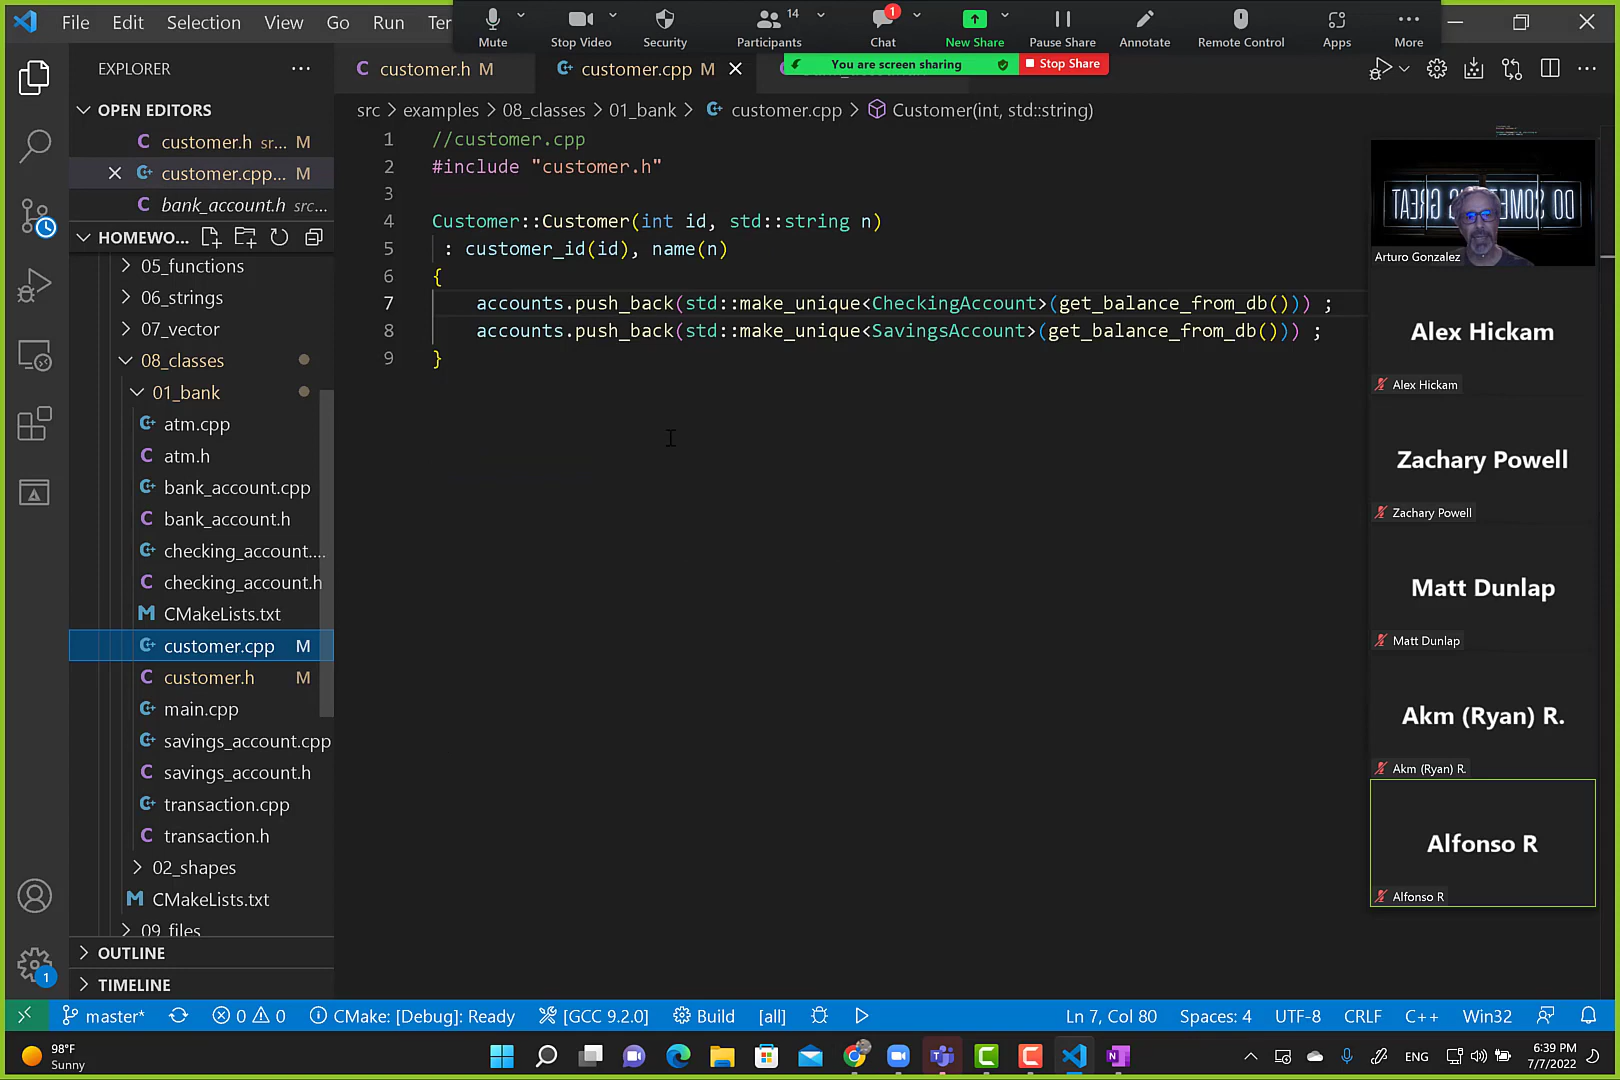 File Edit Selection View Go Run Ter
Mute
Stop Video
Security
14
Participants
1
Chat
New Share
Pause Share
Annotate
Remote Control
Apps
More
You are screen sharing
Stop Share
EXPLORER
customer.h M
customer.cpp M
OPEN EDITORS
customer.h src... M
customer.cpp... M
bank_account.h src...
HOMEWO...
05_functions
06_strings
07_vector
08_classes
01_bank
atm.cpp
atm.h
bank_account.cpp
bank_account.h
checking_account....
checking_account.h
CMakeLists.txt
customer.cpp M
customer.h M
main.cpp
savings_account.cpp
savings_account.h
transaction.cpp
transaction.h
02_shapes
CMakeLists.txt
09_files
OUTLINE
TIMELINE
src > examples > 08_classes > 01_bank > customer.cpp > Customer(int, std::string)
1 //customer.cpp
2 #include "customer.h"
3
4 Customer::Customer(int id, std::string n)
5 : customer_id(id), name(n)
6 {
7 accounts.push_back(std::make_unique<CheckingAccount>(get_balance_from_db())) ;
8 accounts.push_back(std::make_unique<SavingsAccount>(get_balance_from_db())) ;
9 }
DO SOMETHING GREAT
Arturo Gonzalez
Alex Hickam
Alex Hickam
Zachary Powell
Zachary Powell
Matt Dunlap
Matt Dunlap
Akm (Ryan) R.
Akm (Ryan) R.
Alfonso R
Alfonso R
1
master* 0 0 CMake: [Debug]: Ready [GCC 9.2.0] Build [all] Ln 7, Col 80 Spaces: 4 UTF-8 CRLF C++ Win32
98°F
Sunny
ENG
6:39 PM
7/7/2022